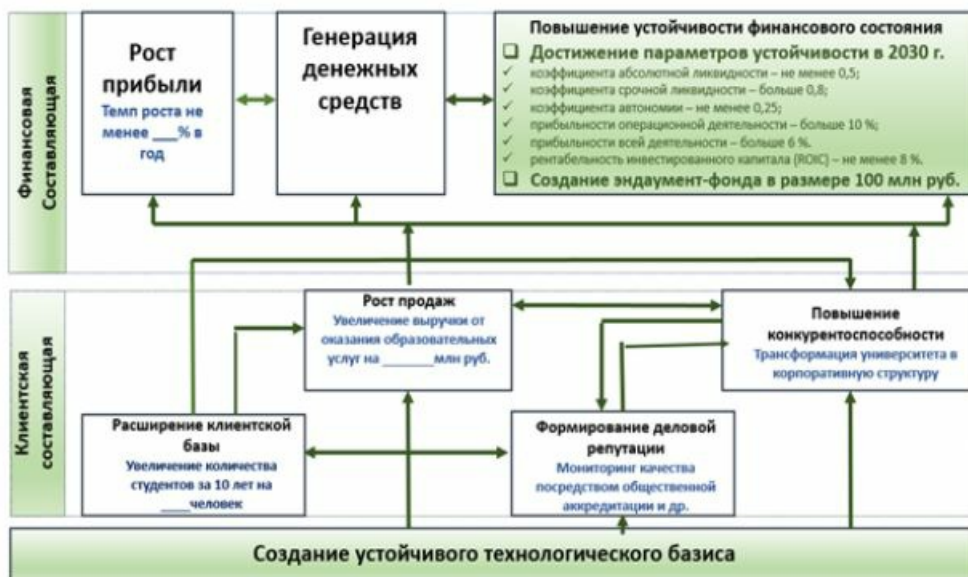 Финансовая
Составляющая
Рост
прибыли
Темп роста не
менее ___% в
год
Генерация
денежных
средств
Повышение устойчивости финансового состояния
❑ Достижение параметров устойчивости в 2030 г.
✓ коэффициента абсолютной ликвидности – не менее 0,5;
✓ коэффициента срочной ликвидности – больше 0,8;
✓ коэффициента автономии – не менее 0,25;
✓ прибыльности операционной деятельности – больше 10 %;
✓ прибыльности всей деятельности – больше 6 %.
✓ рентабельность инвестированного капитала (ROIC) – не менее 8 %.
❑ Создание эндаумент-фонда в размере 100 млн руб.
Клиентская
составляющая
Рост продаж
Увеличение выручки от
оказания образовательных
услуг на _______млн руб.
Повышение
конкурентоспособности
Трансформация университета в
корпоративную структуру
Расширение клиентской
базы
Увеличение количества
студентов за 10 лет на
____человек
Формирование деловой
репутации
Мониторинг качества
посредством общественной
аккредитации и др.
Создание устойчивого технологического базиса